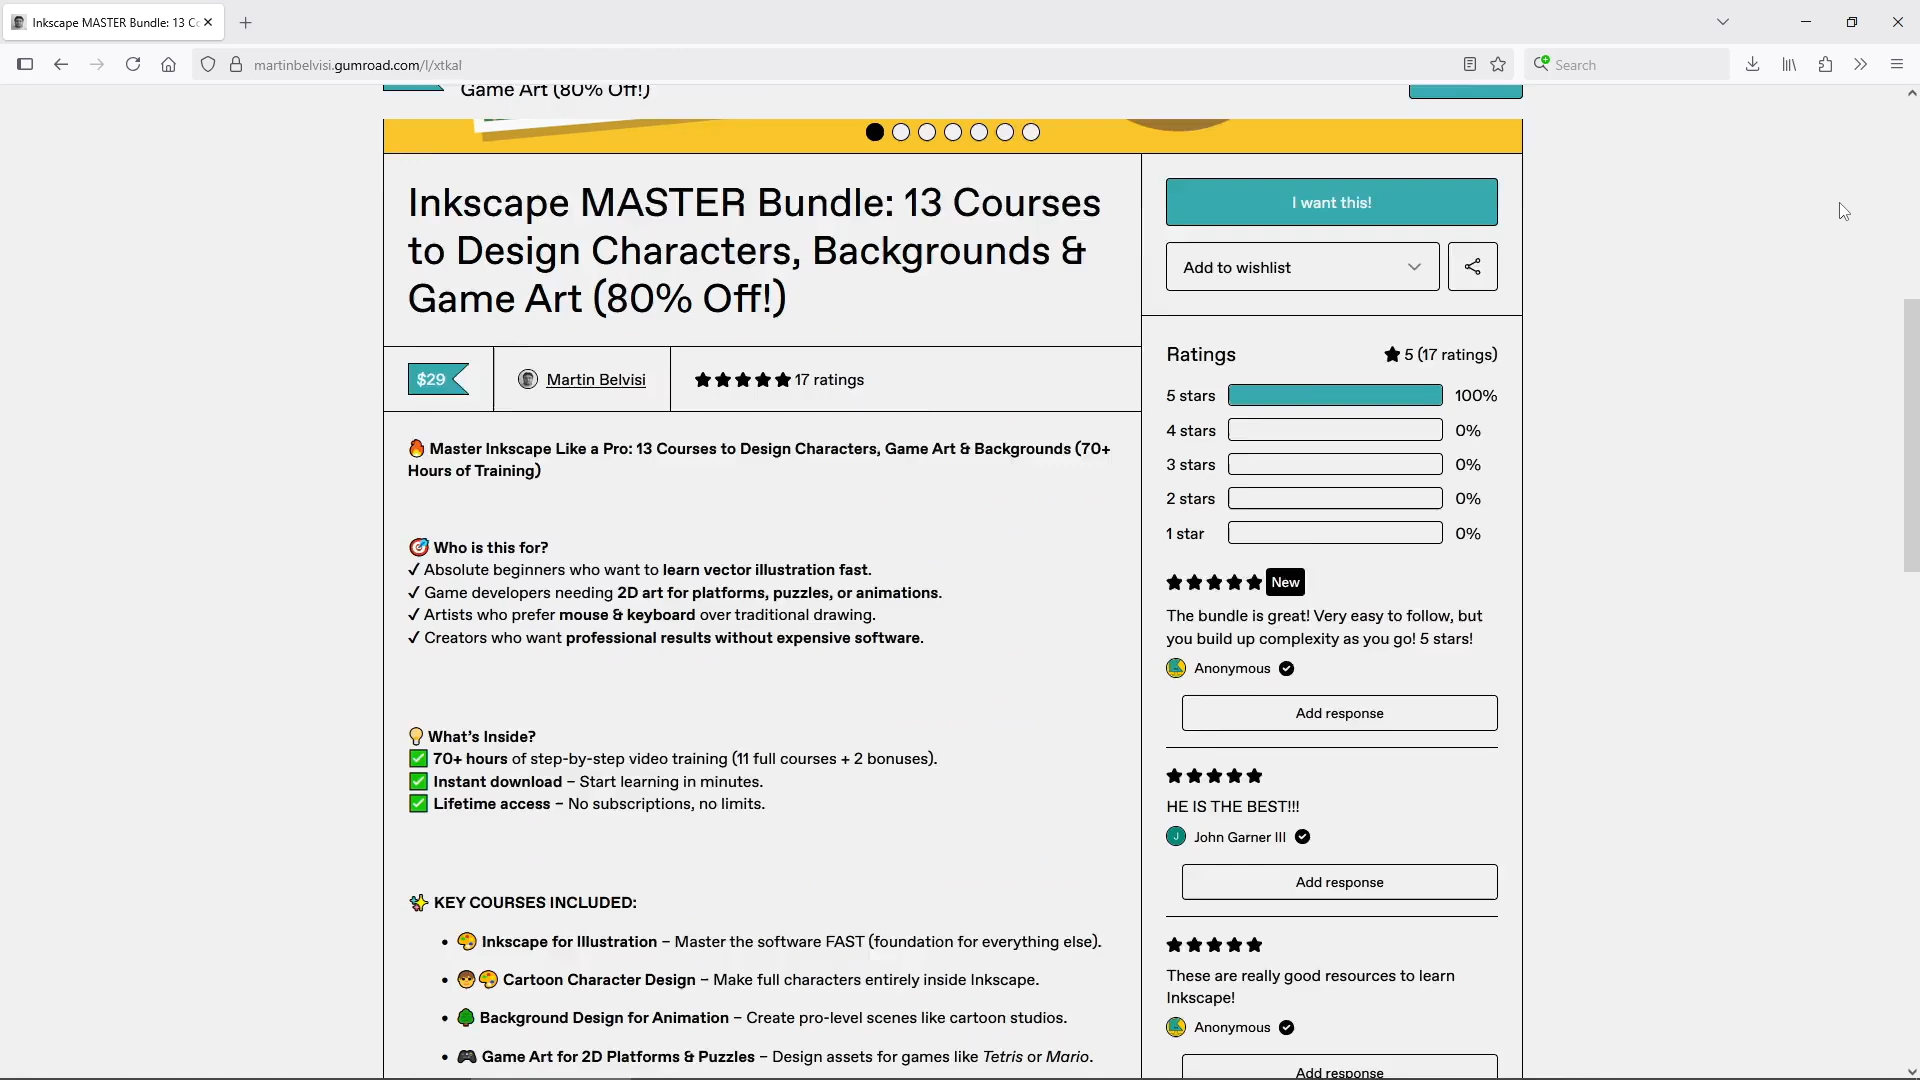 Inkscape MASTER Bundle: 13 Co
martinbelvisi.gumroad.com/l/xtkal
Search
Game Art (80% Off!)
Inkscape MASTER Bundle: 13 Courses
to Design Characters, Backgrounds &
Game Art (80% Off!)
$29
Martin Belvisi
17 ratings
🔥 Master Inkscape Like a Pro: 13 Courses to Design Characters, Game Art & Backgrounds (70+
Hours of Training)
🎯 Who is this for?
✓ Absolute beginners who want to learn vector illustration fast.
✓ Game developers needing 2D art for platforms, puzzles, or animations.
✓ Artists who prefer mouse & keyboard over traditional drawing.
✓ Creators who want professional results without expensive software.
💡 What's Inside?
✅ 70+ hours of step-by-step video training (11 full courses + 2 bonuses).
✅ Instant download – Start learning in minutes.
✅ Lifetime access – No subscriptions, no limits.
✨ KEY COURSES INCLUDED:
• 🎨 Inkscape for Illustration – Master the software FAST (foundation for everything else).
• 👦🎨 Cartoon Character Design – Make full characters entirely inside Inkscape.
• 🌳 Background Design for Animation – Create pro-level scenes like cartoon studios.
• 🎮 Game Art for 2D Platforms & Puzzles – Design assets for games like Tetris or Mario.
I want this!
Add to wishlist
Ratings
5 (17 ratings)
5 stars 100%
4 stars 0%
3 stars 0%
2 stars 0%
1 star 0%
New
The bundle is great! Very easy to follow, but
you build up complexity as you go! 5 stars!
Anonymous
Add response
HE IS THE BEST!!!
J
John Garner III
Add response
These are really good resources to learn
Inkscape!
Anonymous
Add response